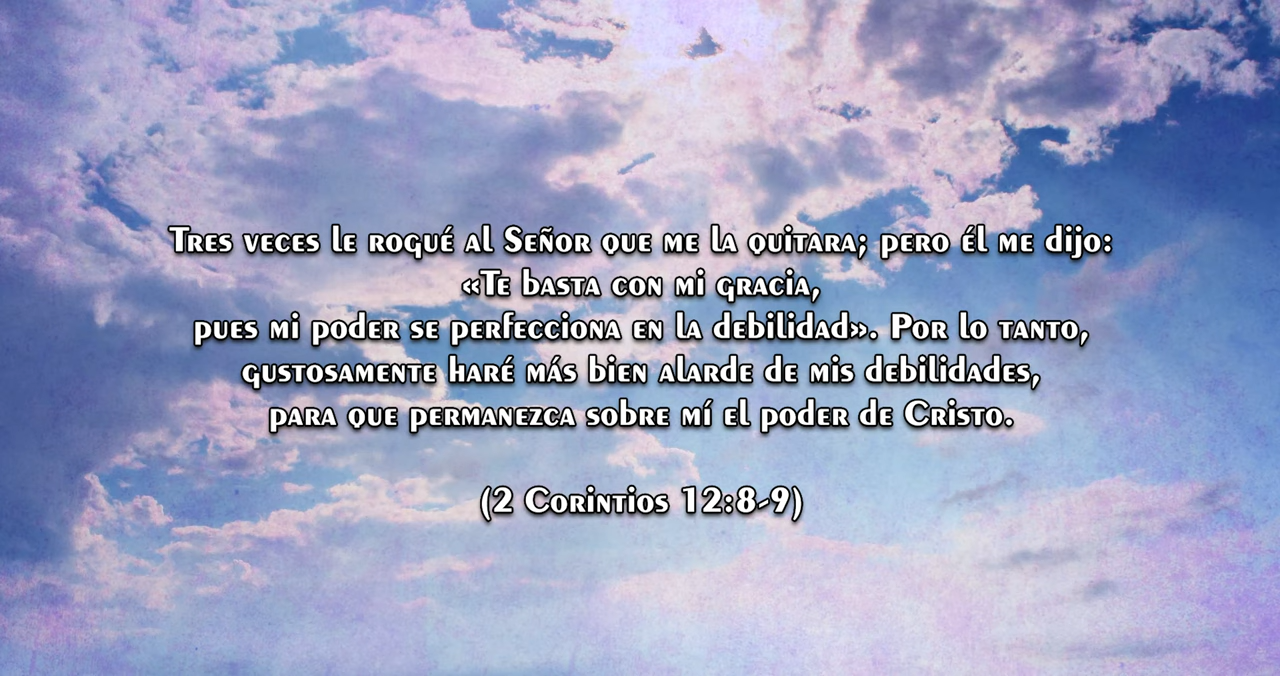 Tres veces le rogué al Señor que me la quitara; pero él me dijo:
«Te basta con mi gracia,
pues mi poder se perfecciona en la debilidad». Por lo tanto,
gustosamente haré más bien alarde de mis debilidades,
para que permanezca sobre mí el poder de Cristo.
(2 Corintios 12:8-9)